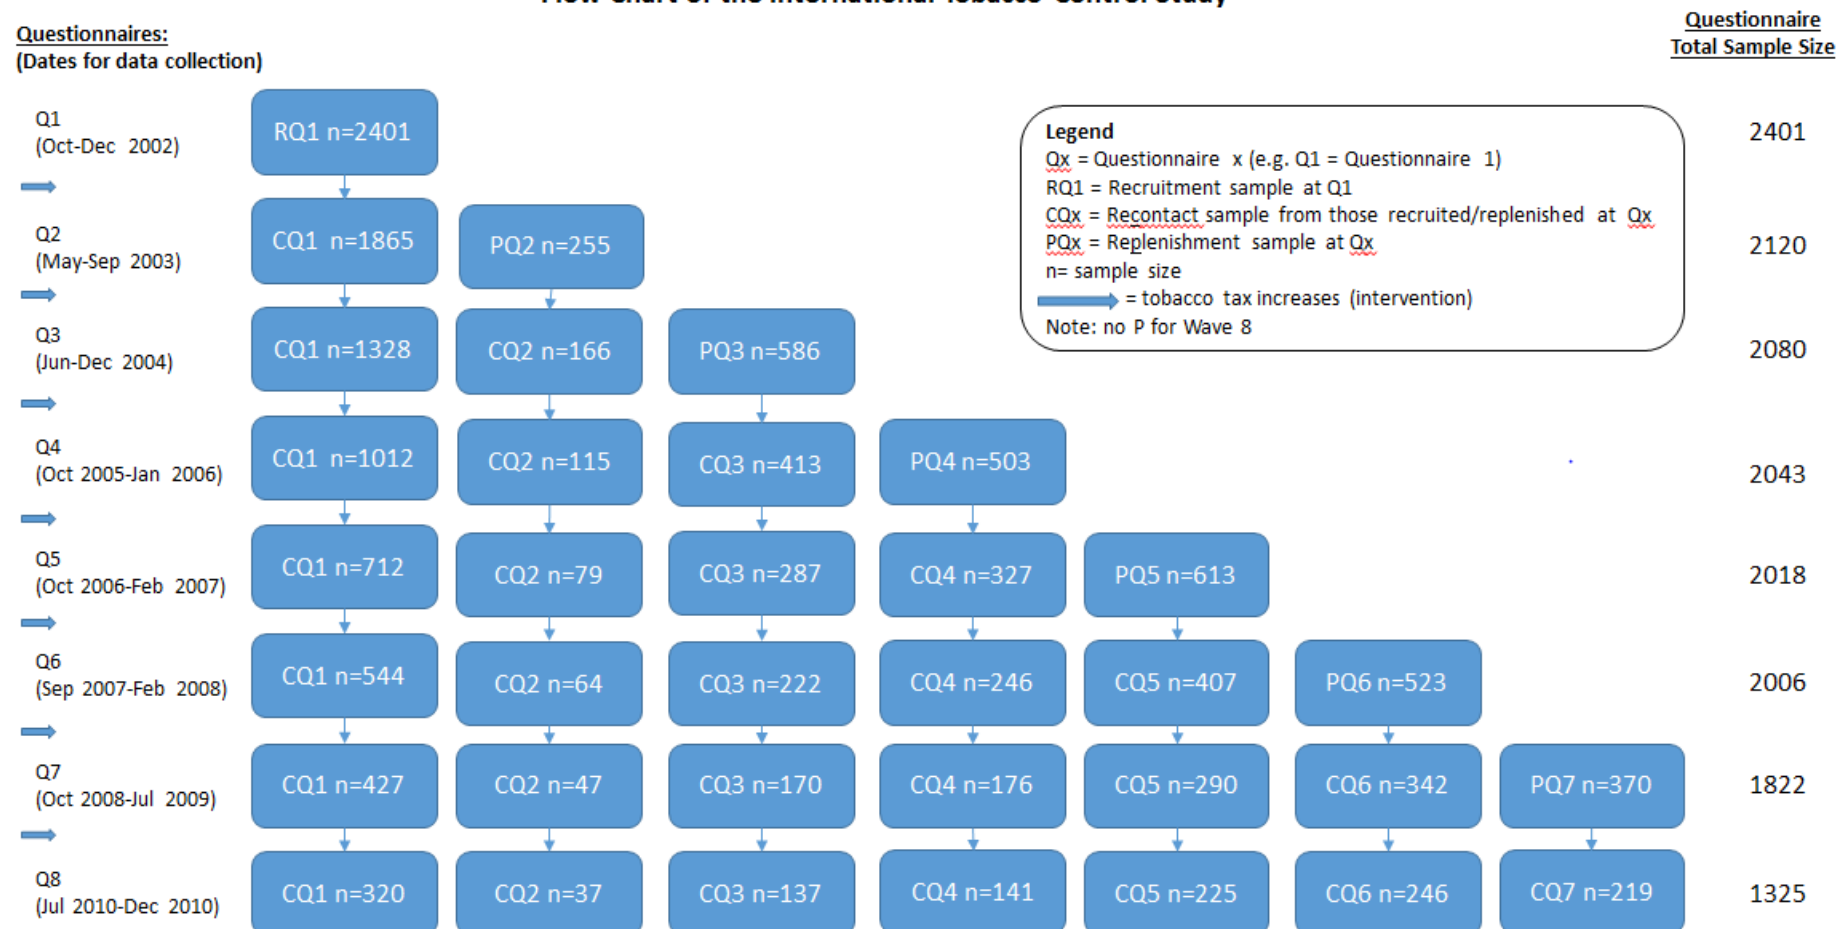 Flow Chart of the International Tobacco Control Study
Questionnaires:
(Dates for data collection)
Questionnaire
Total Sample Size
Q1
(Oct-Dec 2002)
RQ1 n=2401
2401
Legend
Qx = Questionnaire x (e.g. Q1 = Questionnaire 1)
RQ1 = Recruitment sample at Q1
CQx = Recontact sample from those recruited/replenished at Qx
PQx = Replenishment sample at Qx
n= sample size
= tobacco tax increases (intervention)
Note: no P for Wave 8
Q2
(May-Sep 2003)
CQ1 n=1865
PQ2 n=255
2120
Q3
(Jun-Dec 2004)
CQ1 n=1328
CQ2 n=166
PQ3 n=586
2080
Q4
(Oct 2005-Jan 2006)
CQ1 n=1012
CQ2 n=115
CQ3 n=413
PQ4 n=503
2043
Q5
(Oct 2006-Feb 2007)
CQ1 n=712
CQ2 n=79
CQ3 n=287
CQ4 n=327
PQ5 n=613
2018
Q6
(Sep 2007-Feb 2008)
CQ1 n=544
CQ2 n=64
CQ3 n=222
CQ4 n=246
CQ5 n=407
PQ6 n=523
2006
Q7
(Oct 2008-Jul 2009)
CQ1 n=427
CQ2 n=47
CQ3 n=170
CQ4 n=176
CQ5 n=290
CQ6 n=342
PQ7 n=370
1822
Q8
(Jul 2010-Dec 2010)
CQ1 n=320
CQ2 n=37
CQ3 n=137
CQ4 n=141
CQ5 n=225
CQ6 n=246
CQ7 n=219
1325